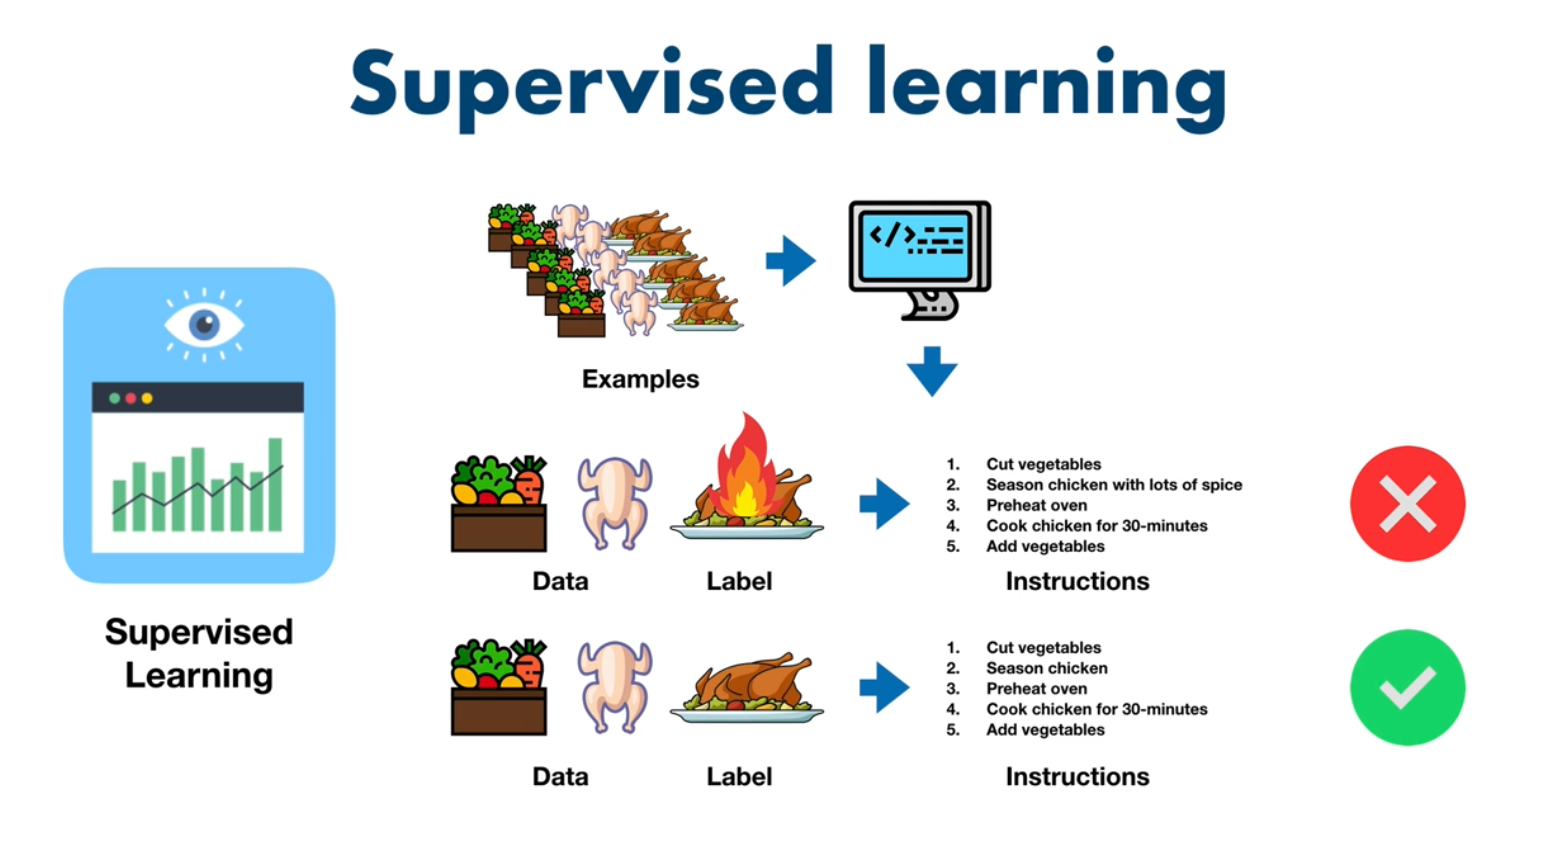 Supervised learning
</>
Examples
Supervised
Learning
1. Cut vegetables
2. Season chicken with lots of spice
3. Preheat oven
4. Cook chicken for 30-minutes
5. Add vegetables
Data
Label
Instructions
1. Cut vegetables
2. Season chicken
3. Preheat oven
4. Cook chicken for 30-minutes
5. Add vegetables
Data
Label
Instructions